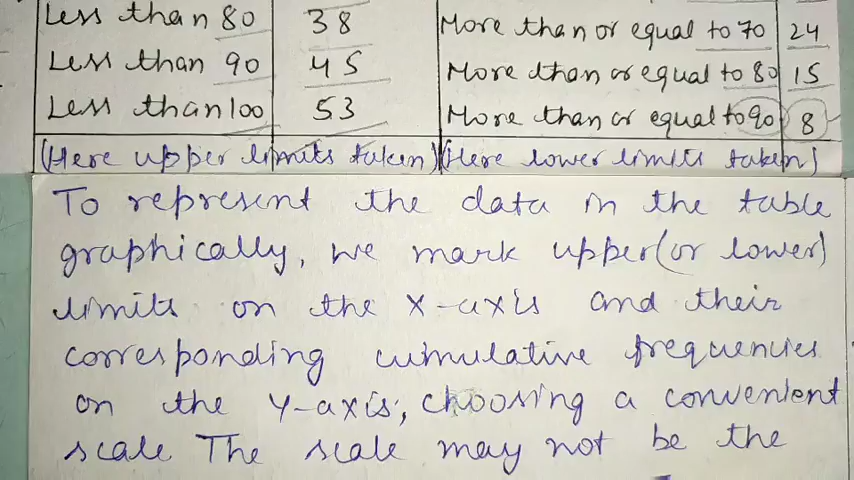 Less than 80 38 More than or equal to 70 24
Less than 90 45 More than or equal to 80 15
Less than 100 53 More than or equal to 90 8
(Here upper limits taken) (Here lower limits taken)
To represent the data in the table
graphically, we mark upper (or lower)
limits on the X-axis and their
corresponding cumulative frequencies
on the Y-axis, choosing a convenient
scale The scale may not be the